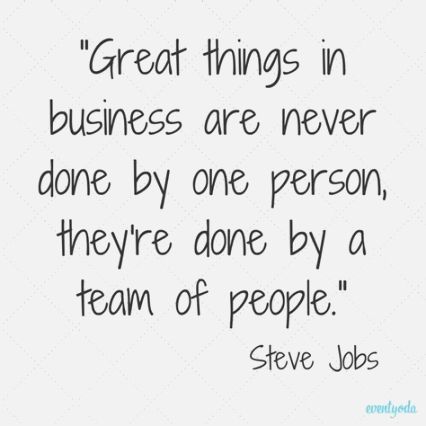 "Great things in
business are never
done by one person,
they're done by a
team of people."
Steve Jobs
eventyoda